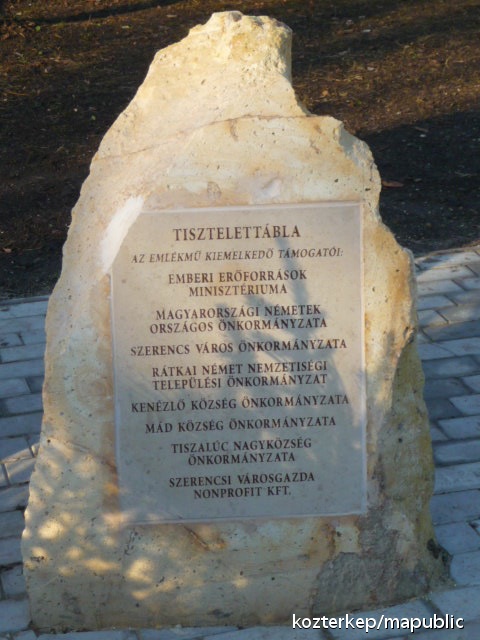 TISZTELETTÁBLA
AZ EMLÉKMŰ KIEMELKEDŐ TÁMOGATÓI:
EMBERI ERŐFORRÁSOK
MINISZTÉRIUMA
MAGYARORSZÁGI NÉMETEK
ORSZÁGOS ÖNKORMÁNYZATA
SZERENCS VÁROS ÖNKORMÁNYZATA
RÁTKAI NÉMET NEMZETISÉGI
TELEPÜLÉSI ÖNKORMÁNYZAT
KENÉZLŐ KÖZSÉG ÖNKORMÁNYZATA
MÁD KÖZSÉG ÖNKORMÁNYZATA
TISZALÚC NAGYKÖZSÉG
ÖNKORMÁNYZATA
SZERENCSI VÁROSGAZDA
NONPROFIT KFT.
kozterkep/mapublic